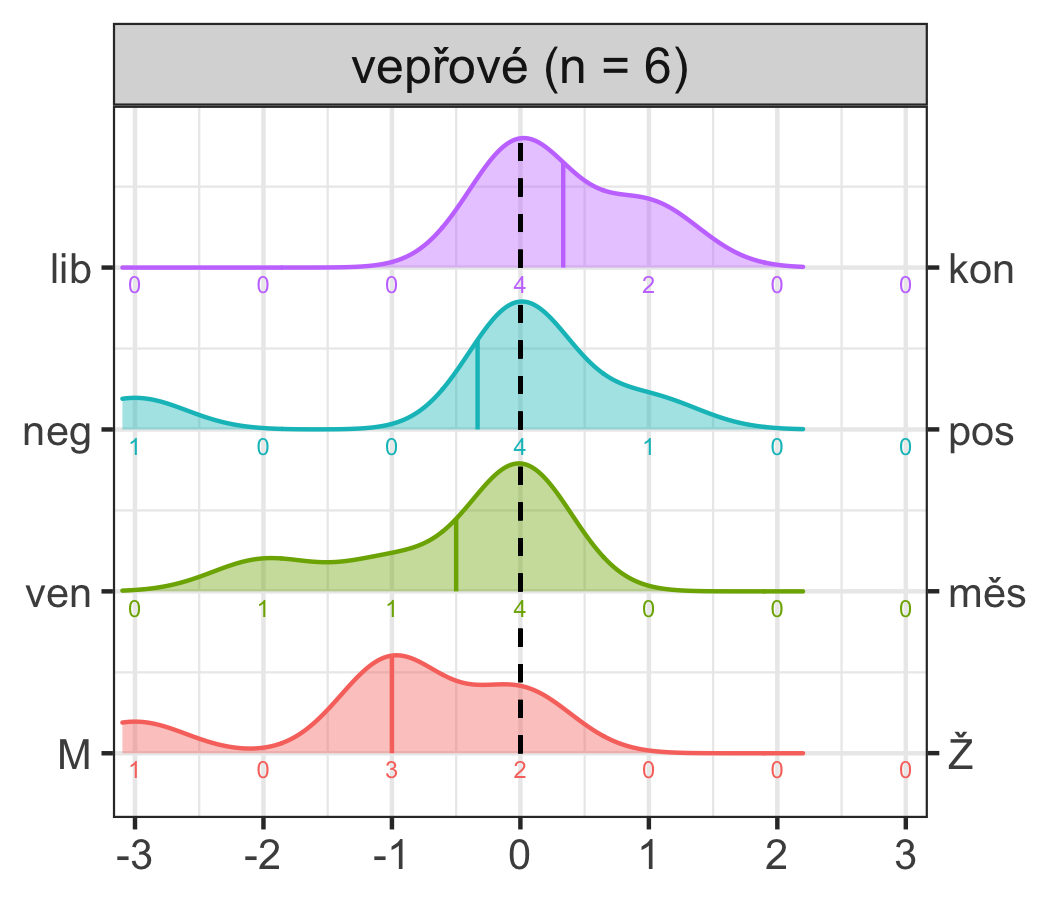 vepřové (n = 6)
lib kon
0 0 0 4 2 0 0
neg pos
1 0 0 4 1 0 0
ven měs
0 1 1 4 0 0 0
M Ž
1 0 3 2 0 0 0
-3 -2 -1 0 1 2 3